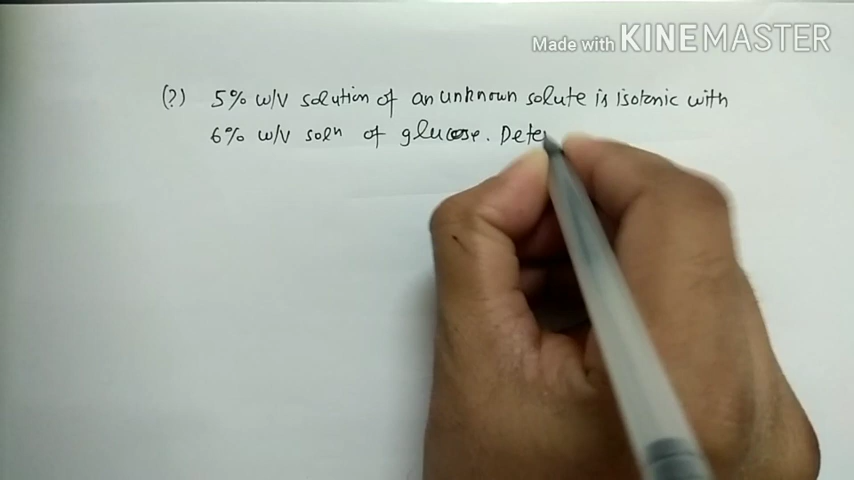 Made with KINEMASTER
(?) 5% w/v solution of an unknown solute is isotonic with
6% w/v soln of glucose. Dete